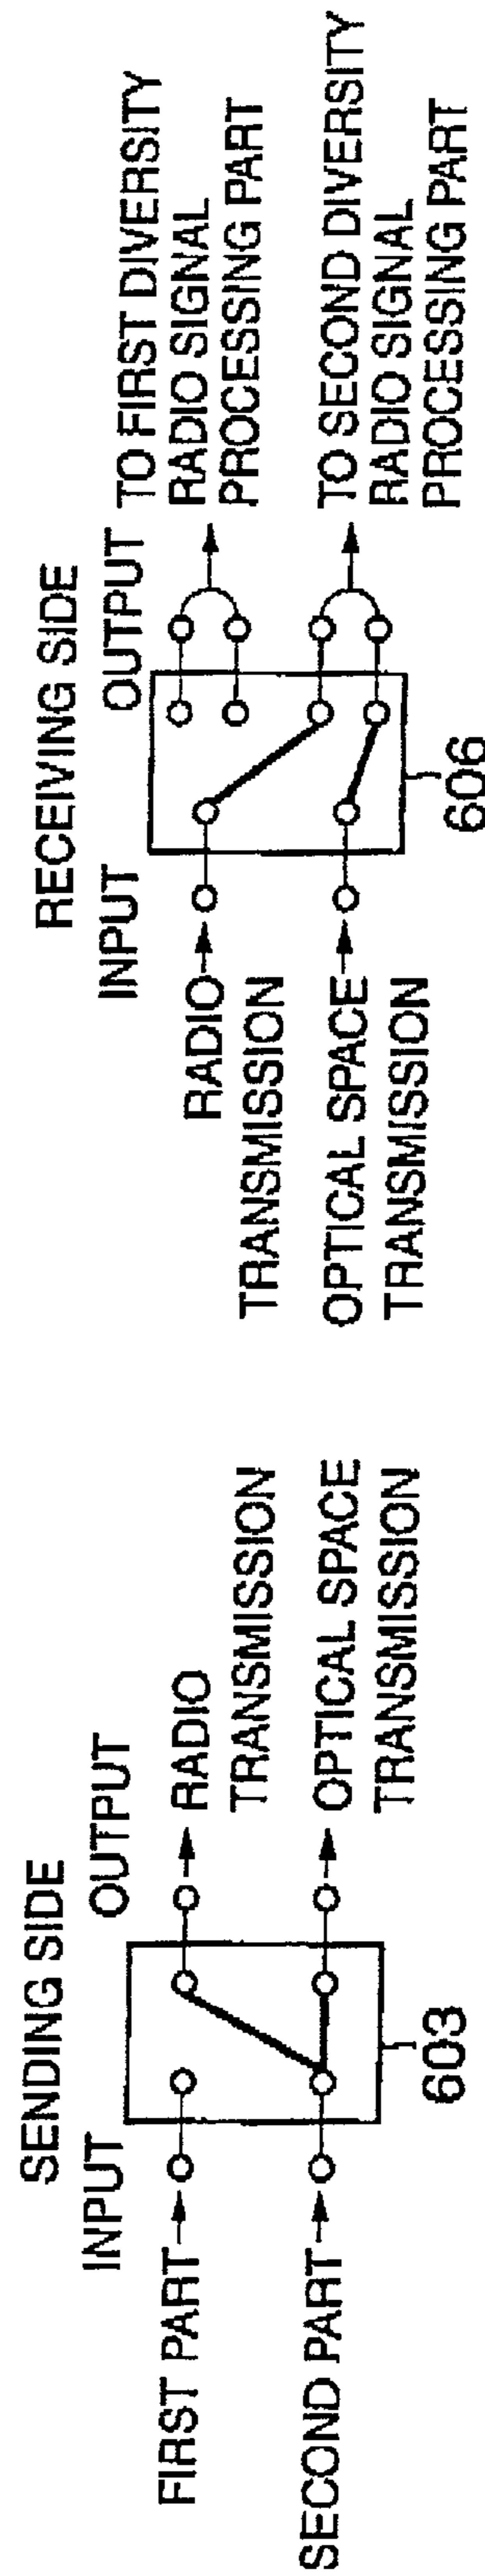 SENDING SIDE
INPUT
OUTPUT
FIRST PART
RADIO
TRANSMISSION
SECOND PART
OPTICAL SPACE
TRANSMISSION
603
RECEIVING SIDE
INPUT
OUTPUT
RADIO
TRANSMISSION
OPTICAL SPACE
TRANSMISSION
TO FIRST DIVERSITY
RADIO SIGNAL
PROCESSING PART
TO SECOND DIVERSITY
RADIO SIGNAL
PROCESSING PART
606